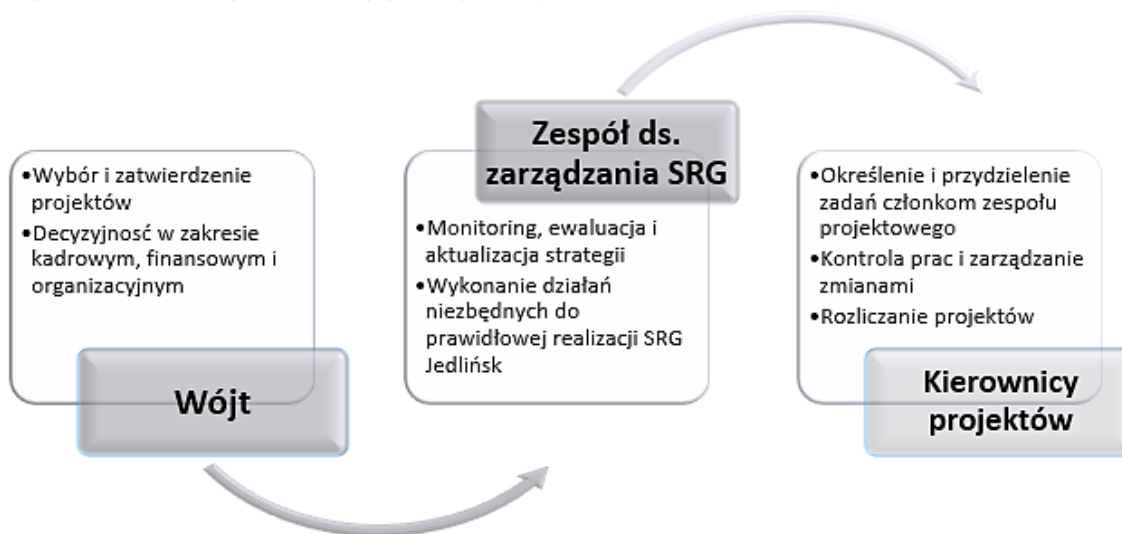 •Wybór i zatwierdzenie
projektów
•Decyzyjność w zakresie
kadrowym, finansowym i
organizacyjnym
Wójt
Zespół ds.
zarządzania SRG
•Monitoring, ewaluacja i
aktualizacja strategii
•Wykonanie działań
niezbędnych do
prawidłowej realizacji SRG
Jedlińsk
•Określenie i przydzielenie
zadań członkom zespołu
projektowego
•Kontrola prac i zarządzanie
zmianami
•Rozliczanie projektów
Kierownicy
projektów